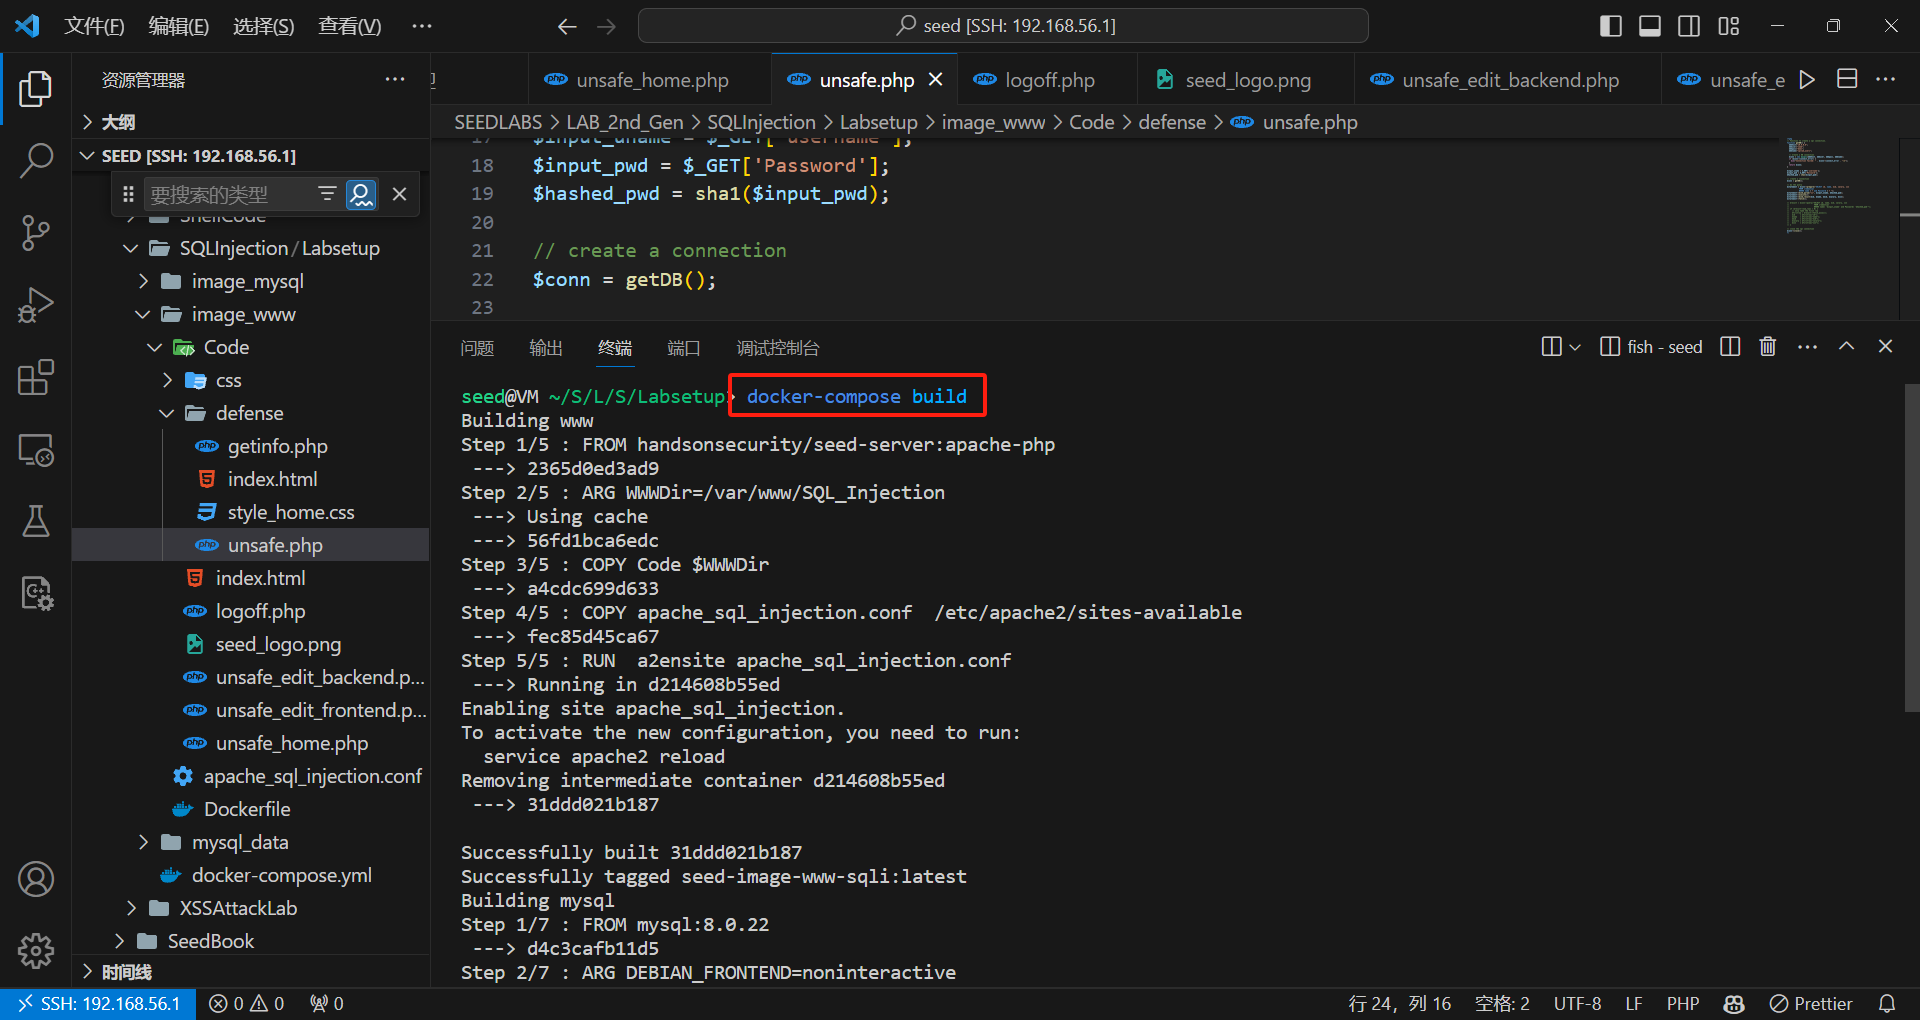 文件(F) 编辑(E) 选择(S) 查看(V) ··· seed [SSH: 192.168.56.1]
资源管理器 ···
大纲
SEED [SSH: 192.168.56.1]
要搜索的类型
ShellCode
SQLInjection / Labsetup
image_mysql
image_www
Code
css
defense
getinfo.php
index.html
style_home.css
unsafe.php
index.html
logoff.php
seed_logo.png
unsafe_edit_backend.p...
unsafe_edit_frontend.p...
unsafe_home.php
apache_sql_injection.conf
Dockerfile
mysql_data
docker-compose.yml
XSSAttackLab
SeedBook
时间线
php unsafe_home.php php unsafe.php php logoff.php seed_logo.png php unsafe_edit_backend.php php unsafe_e
SEEDLABS > LAB_2nd_Gen > SQLInjection > Labsetup > image_www > Code > defense > unsafe.php
17 $input_uname = $_GET['username'];
18 $input_pwd = $_GET['Password'];
19 $hashed_pwd = sha1($input_pwd);
20
21 // create a connection
22 $conn = getDB();
23
问题 输出 终端 端口 调试控制台 fish - seed
seed@VM ~/S/L/S/Labsetup> docker-compose build
Building www
Step 1/5 : FROM handsonsecurity/seed-server:apache-php
---> 2365d0ed3ad9
Step 2/5 : ARG WWWDir=/var/www/SQL_Injection
---> Using cache
---> 56fd1bca6edc
Step 3/5 : COPY Code $WWWDir
---> a4cdc699d633
Step 4/5 : COPY apache_sql_injection.conf  /etc/apache2/sites-available
---> fec85d45ca67
Step 5/5 : RUN  a2ensite apache_sql_injection.conf
---> Running in d214608b55ed
Enabling site apache_sql_injection.
To activate the new configuration, you need to run:
service apache2 reload
Removing intermediate container d214608b55ed
---> 31ddd021b187
Successfully built 31ddd021b187
Successfully tagged seed-image-www-sqli:latest
Building mysql
Step 1/7 : FROM mysql:8.0.22
---> d4c3cafb11d5
Step 2/7 : ARG DEBIAN_FRONTEND=noninteractive
SSH: 192.168.56.1 0 0 0 行 24, 列 16 空格: 2 UTF-8 LF PHP Prettier